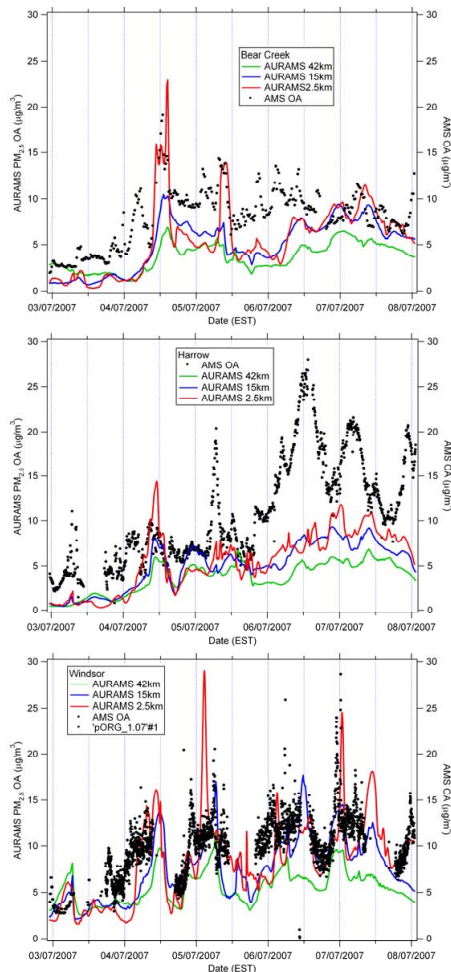 30
25
20
15
10
5
0
AURAMS PM2.5 OA (µg/m³)
Bear Creek
AURAMS 42km
AURAMS 15km
AURAMS2.5km
AMS OA
30
25
20
15
10
5
0
AMS OA (µg/m³)
03/07/2007 04/07/2007 05/07/2007 06/07/2007 07/07/2007 08/07/2007
Date (EST)
30
25
20
15
10
5
0
AURAMS PM2.5 OA (µg/m³)
Harrow
AMS OA
AURAMS 42km
AURAMS 15km
AURAMS 2.5km
30
25
20
15
10
5
0
AMS OA (µg/m³)
03/07/2007 04/07/2007 05/07/2007 06/07/2007 07/07/2007 08/07/2007
Date (EST)
30
25
20
15
10
5
0
AURAMS PM2.5 OA (µg/m³)
Windsor
AURAMS 42km
AURAMS 15km
AURAMS 2.5km
AMS OA
'pORG_1.07'#1
30
25
20
15
10
5
0
AMS OA (µg/m³)
03/07/2007 04/07/2007 05/07/2007 06/07/2007 07/07/2007 08/07/2007
Date (EST)